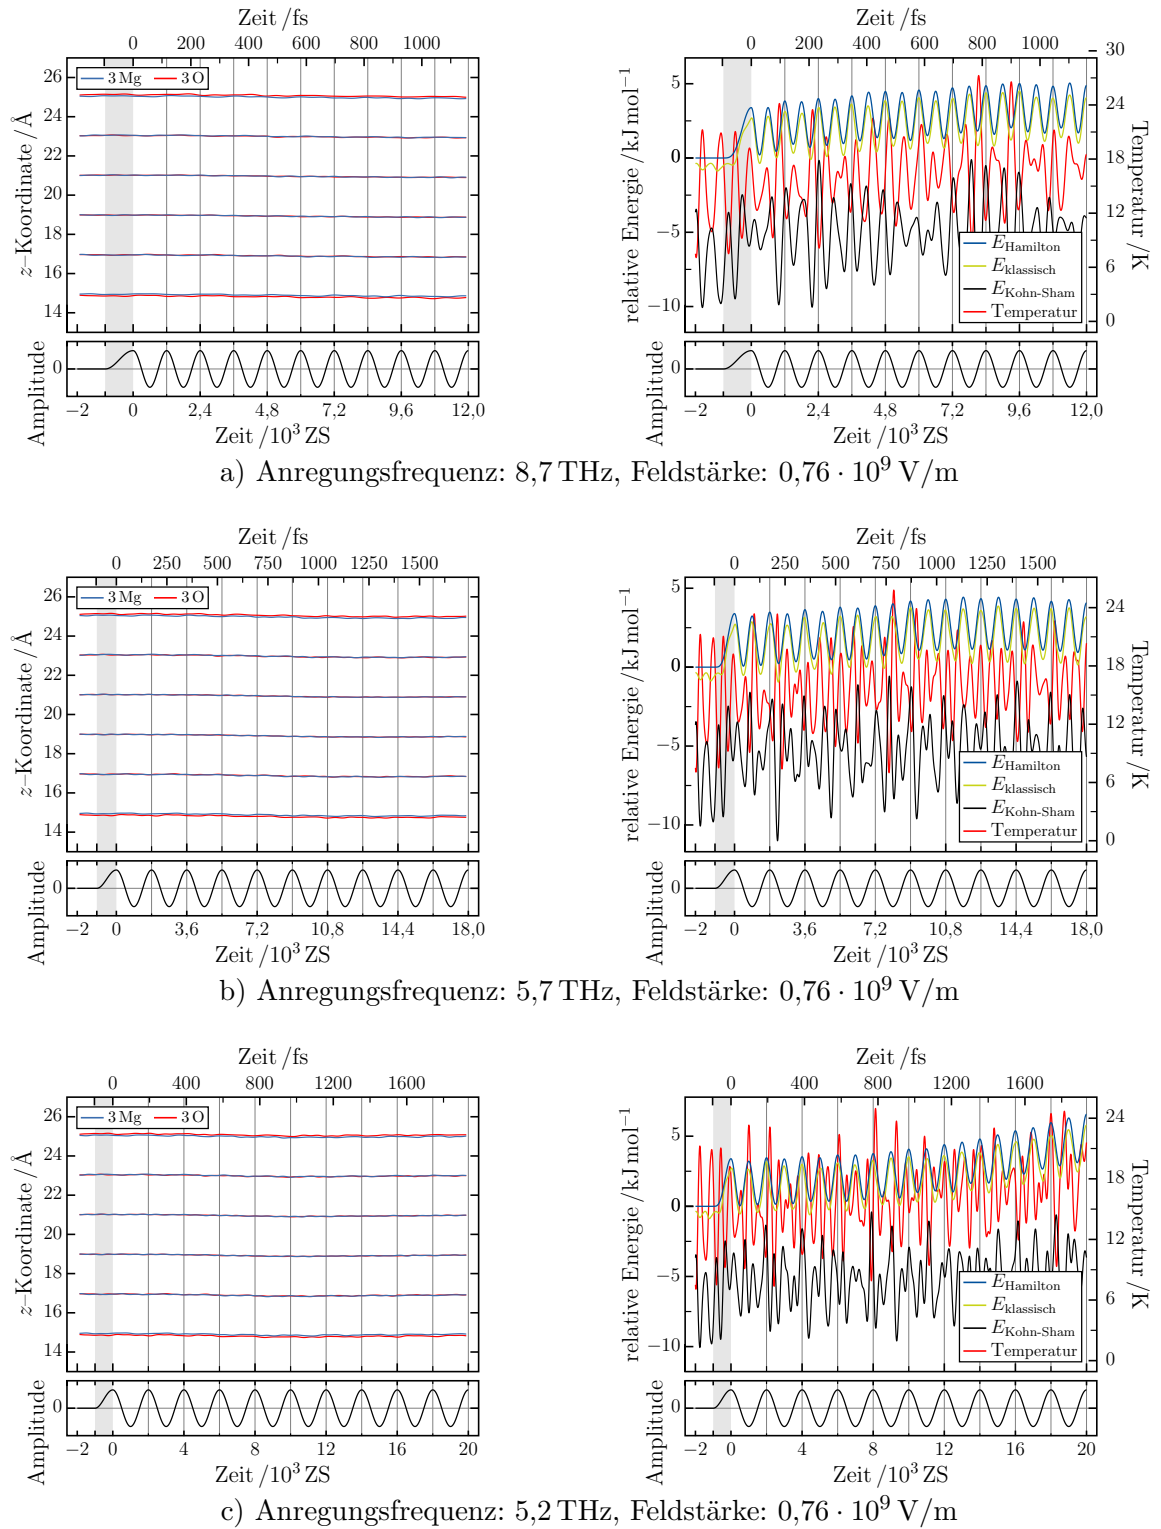 Zeit /fs
0 200 400 600 800 1000
26
24
22
20
18
16
14
z–Koordinate /Å
3 Mg 3 O
Amplitude
0
−2 0 2,4 4,8 7,2 9,6 12,0
Zeit /10³ ZS
Zeit /fs
0 200 400 600 800 1000
5
0
−5
−10
relative Energie /kJ mol⁻¹
30
24
18
12
6
0
Temperatur /K
E_Hamilton
E_klassisch
E_Kohn-Sham
Temperatur
Amplitude
0
−2 0 2,4 4,8 7,2 9,6 12,0
Zeit /10³ ZS
a) Anregungsfrequenz: 8,7 THz, Feldstärke: 0,76 · 10⁹ V/m
Zeit /fs
0 250 500 750 1000 1250 1500
26
24
22
20
18
16
14
z–Koordinate /Å
3 Mg 3 O
Amplitude
0
−2 0 3,6 7,2 10,8 14,4 18,0
Zeit /10³ ZS
Zeit /fs
0 250 500 750 1000 1250 1500
5
0
−5
−10
relative Energie /kJ mol⁻¹
24
18
12
6
0
Temperatur /K
E_Hamilton
E_klassisch
E_Kohn-Sham
Temperatur
Amplitude
0
−2 0 3,6 7,2 10,8 14,4 18,0
Zeit /10³ ZS
b) Anregungsfrequenz: 5,7 THz, Feldstärke: 0,76 · 10⁹ V/m
Zeit /fs
0 400 800 1200 1600
26
24
22
20
18
16
14
z–Koordinate /Å
3 Mg 3 O
Amplitude
0
−2 0 4 8 12 16 20
Zeit /10³ ZS
Zeit /fs
0 400 800 1200 1600
5
0
−5
−10
relative Energie /kJ mol⁻¹
24
18
12
6
0
Temperatur /K
E_Hamilton
E_klassisch
E_Kohn-Sham
Temperatur
Amplitude
0
−2 0 4 8 12 16 20
Zeit /10³ ZS
c) Anregungsfrequenz: 5,2 THz, Feldstärke: 0,76 · 10⁹ V/m